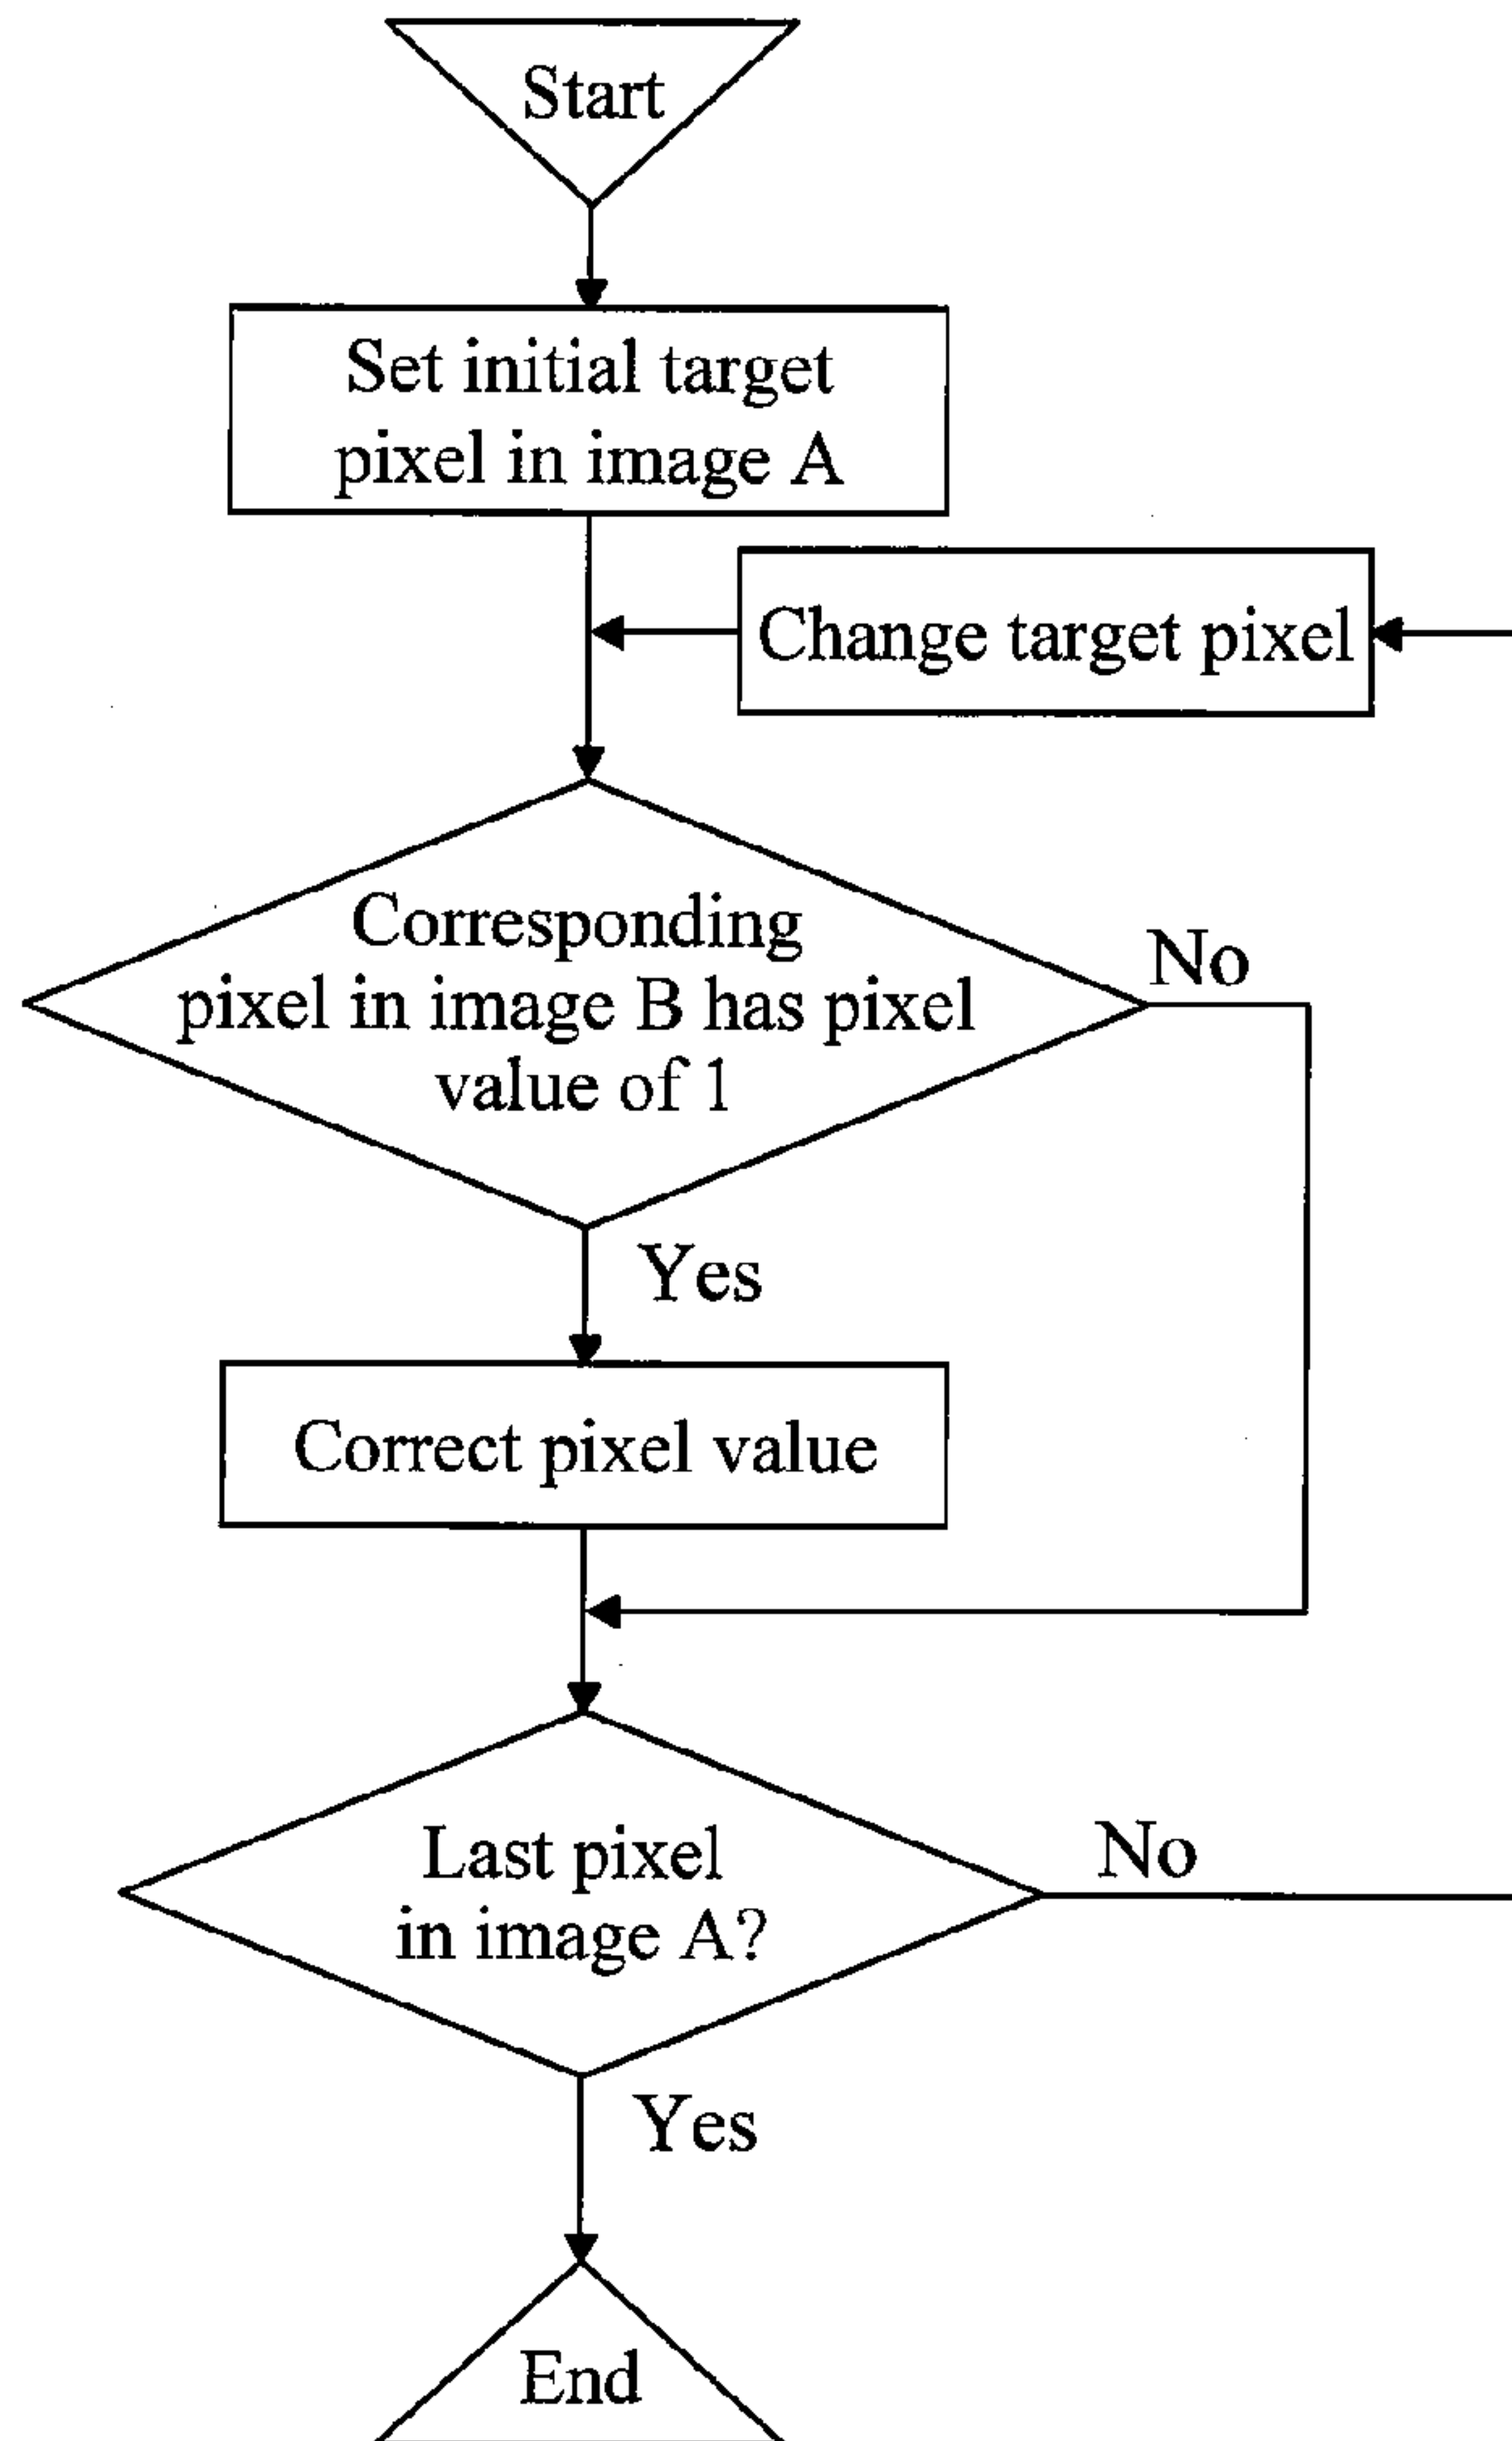 Start
Set initial target
pixel in image A
Change target pixel
Corresponding
pixel in image B has pixel
value of 1
No
Yes
Correct pixel value
Last pixel
in image A?
No
Yes
End